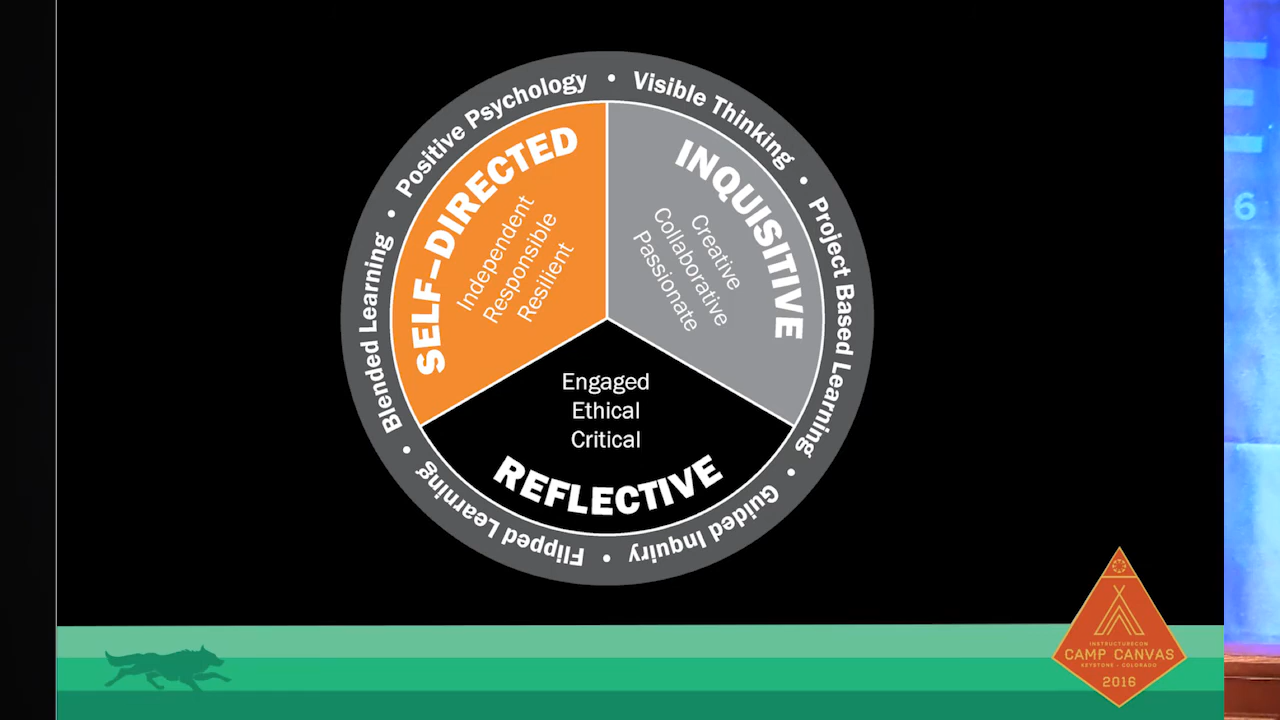 Positive Psychology • Visible Thinking • Project Based Learning • Guided Inquiry • Flipped Learning • Blended Learning •
SELF-DIRECTED
Independent
Responsible
Resilient
INQUISITIVE
Creative
Collaborative
Passionate
Engaged
Ethical
Critical
REFLECTIVE
INSTRUCTURECON
CAMP CANVAS
KEYSTONE - COLORADO
2016
6